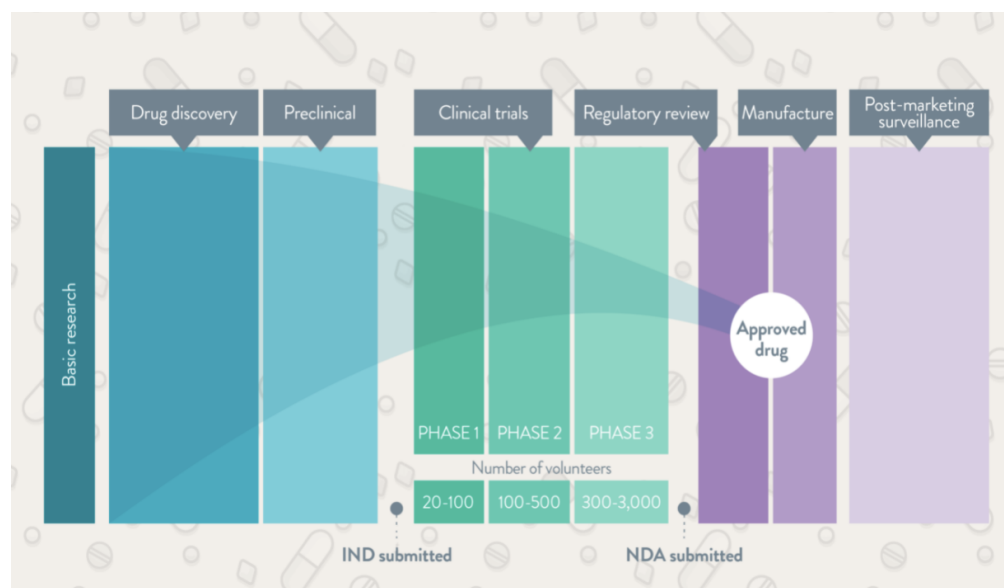 Drug discovery
Preclinical
Clinical trials
Regulatory review
Manufacture
Post-marketing
surveillance
Basic research
Approved
drug
PHASE 1
PHASE 2
PHASE 3
Number of volunteers
20-100
100-500
300-3,000
IND submitted
NDA submitted